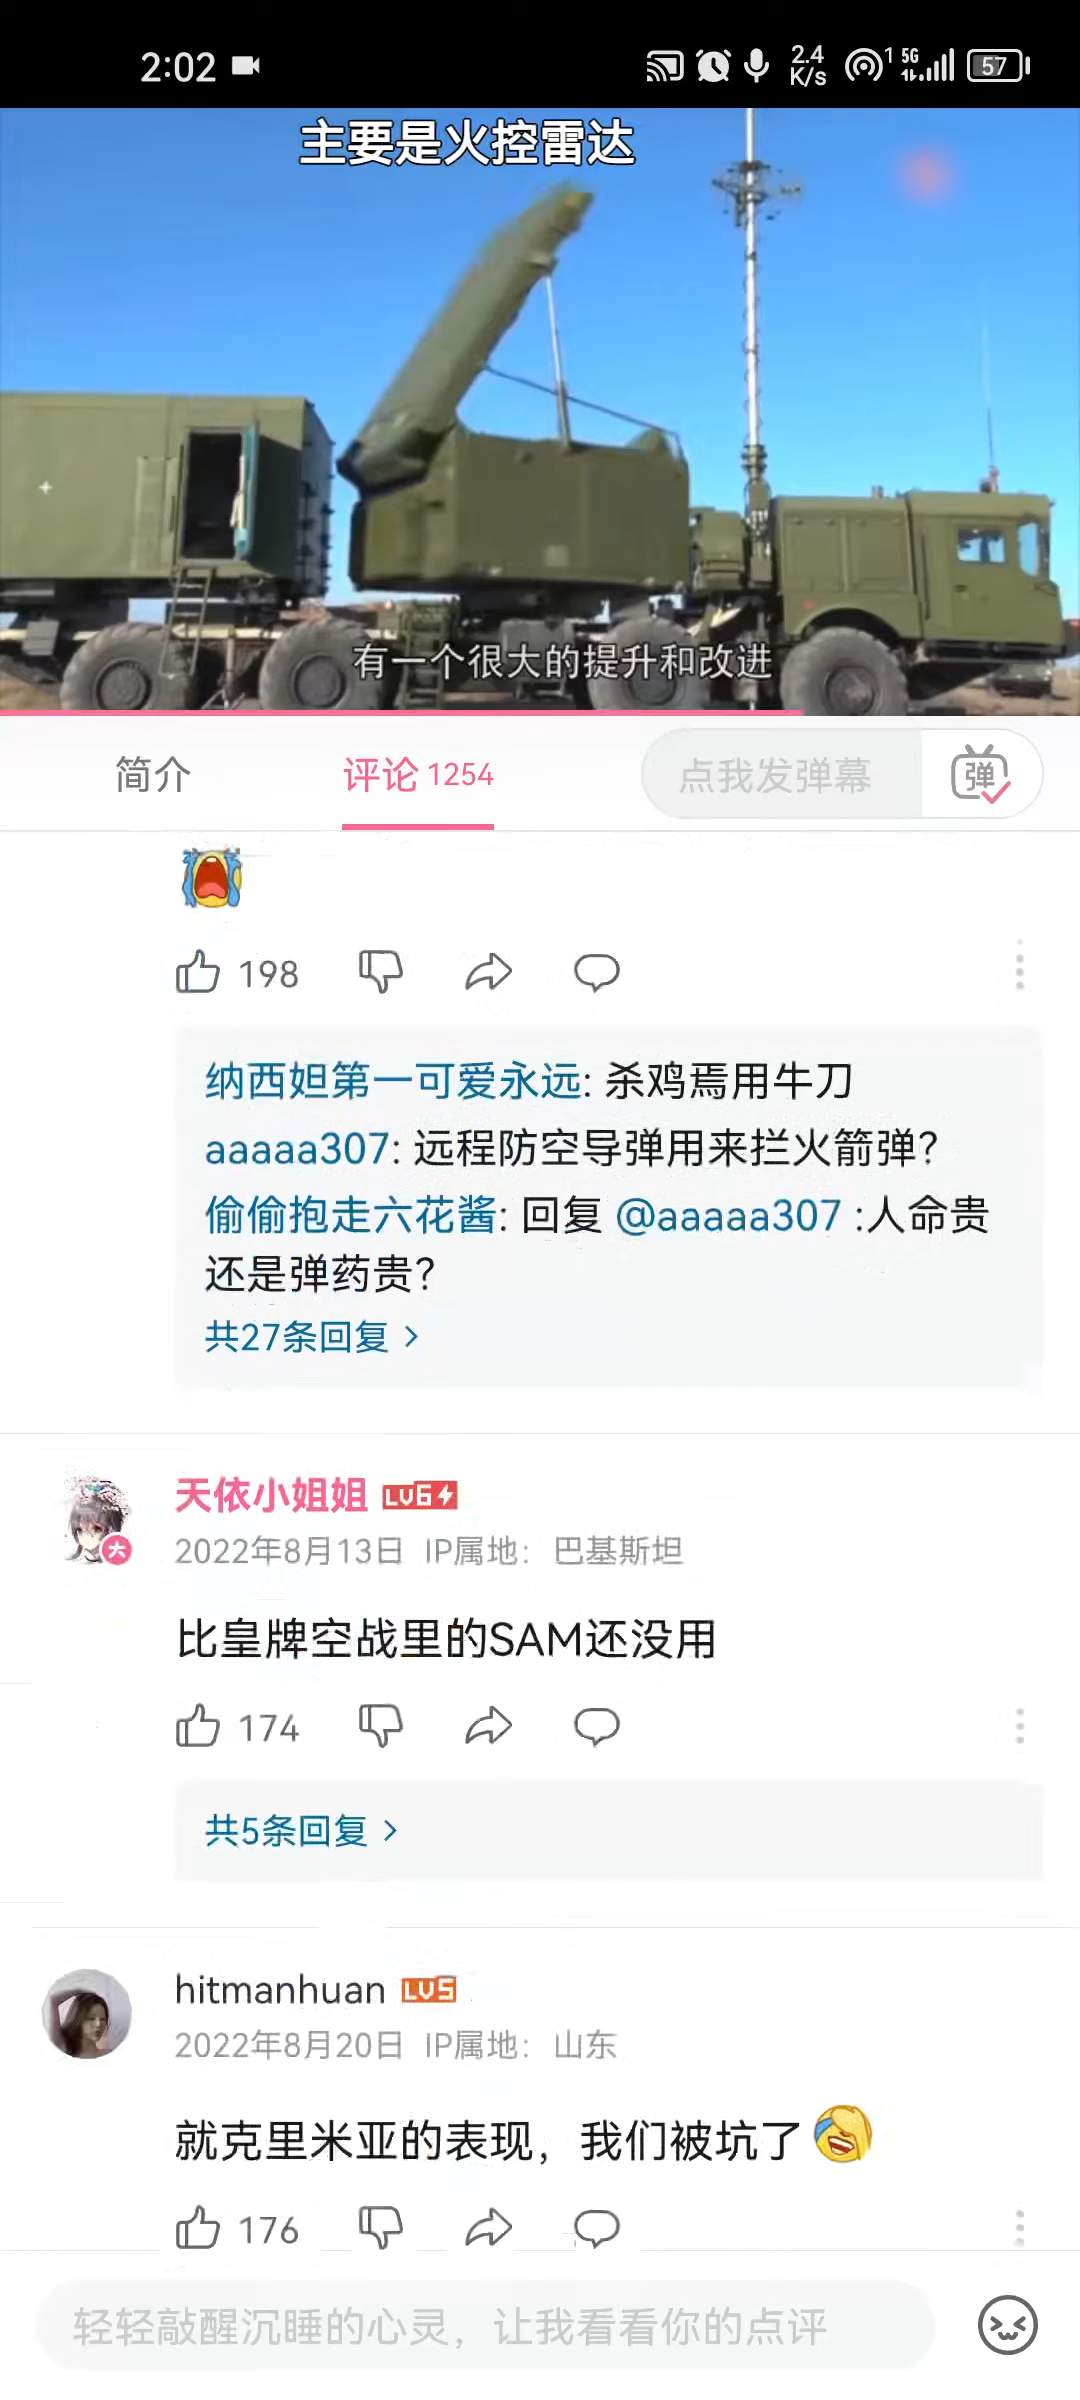 2:02
2.4
K/s
1
5G
57
主要是火控雷达
有一个很大的提升和改进
简介
评论 1254
点我发弹幕
弹
198
纳西妲第一可爱永远: 杀鸡焉用牛刀
aaaaa307: 远程防空导弹用来拦火箭弹?
偷偷抱走六花酱: 回复 @aaaaa307 :人命贵
还是弹药贵?
共27条回复 >
天依小姐姐 LV6
大
2022年8月13日 IP属地: 巴基斯坦
比皇牌空战里的SAM还没用
174
共5条回复 >
hitmanhuan LV5
2022年8月20日 IP属地: 山东
就克里米亚的表现, 我们被坑了
176
轻轻敲醒沉睡的心灵, 让我看看你的点评